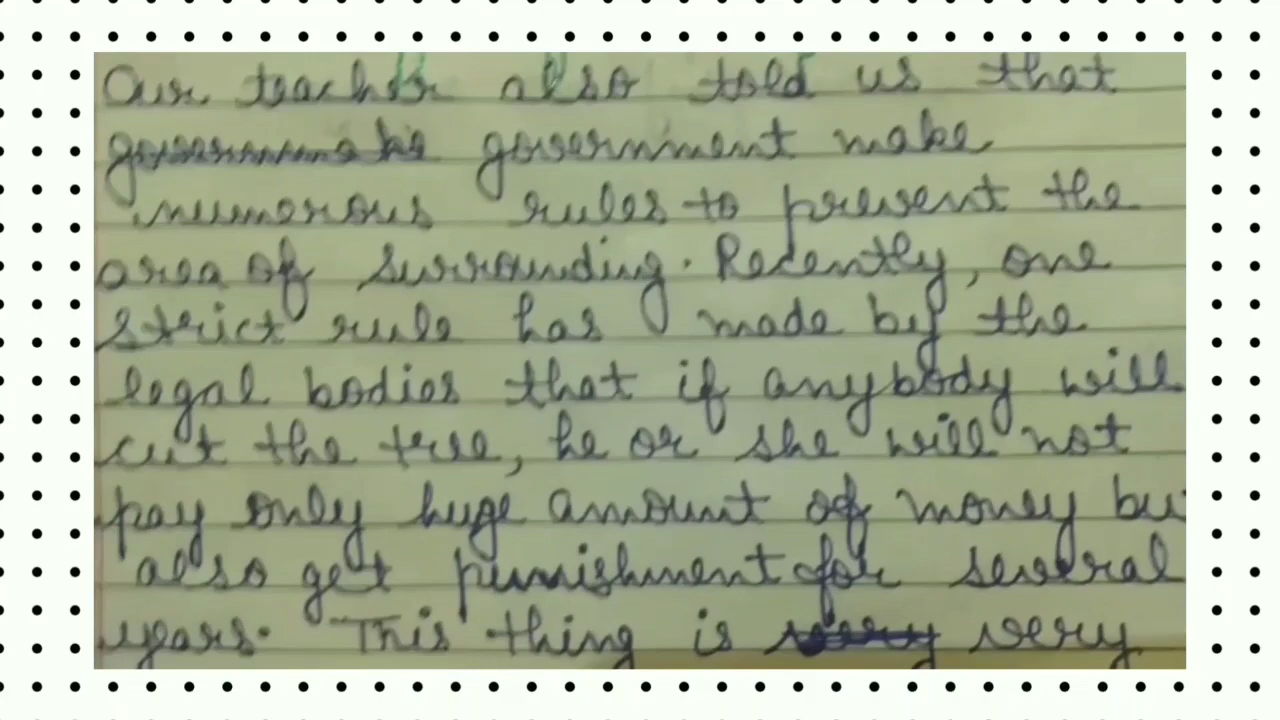 Our teacher also told us that
government make
numerous rules to prevent the
area of surrounding. Recently, one
strict rule has made by the
legal bodies that if anybody will
cut the tree, he or she will not
pay only huge amount of money bu
also get punishment for several
years. This thing is very